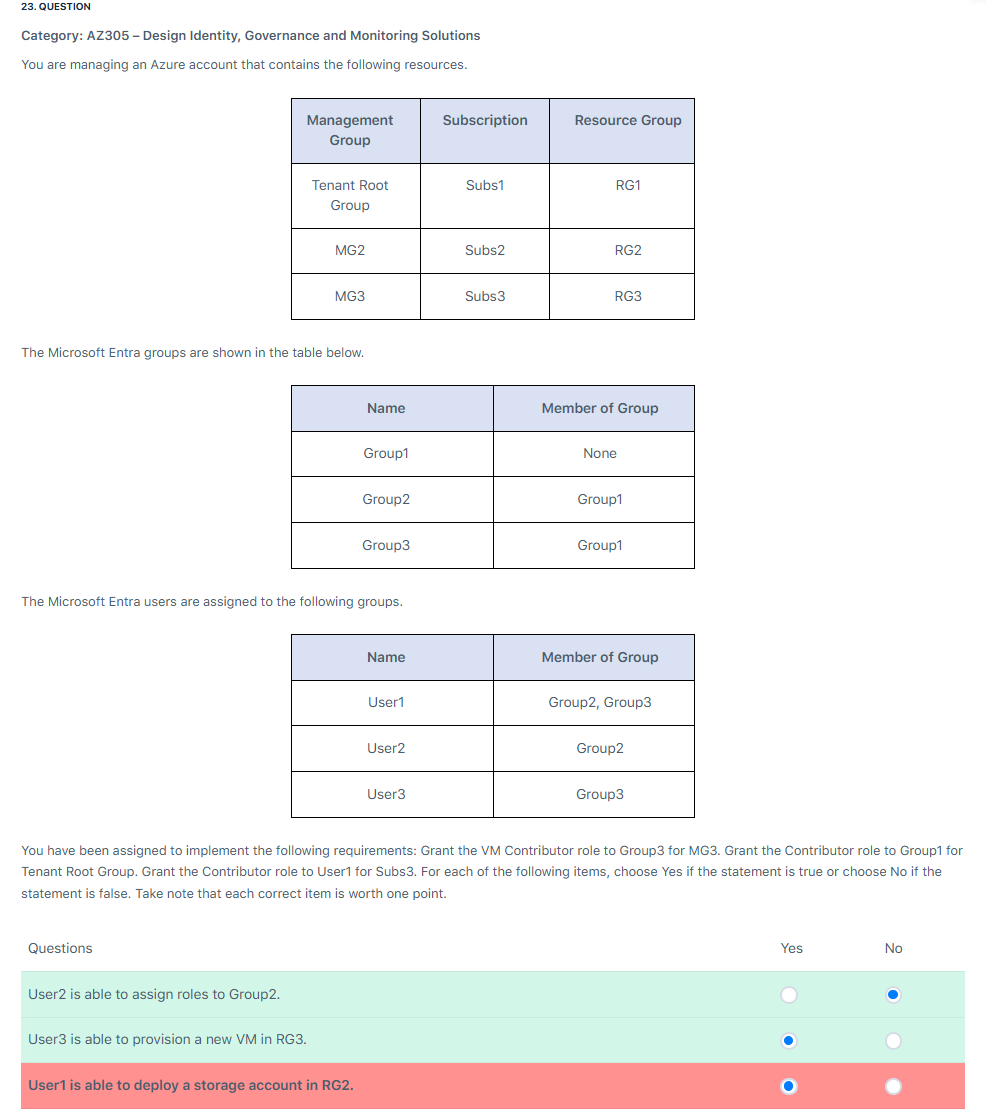 23. QUESTION
Category: AZ305 – Design Identity, Governance and Monitoring Solutions
You are managing an Azure account that contains the following resources.
Management Group Subscription Resource Group
Tenant Root Group Subs1 RG1
MG2 Subs2 RG2
MG3 Subs3 RG3
The Microsoft Entra groups are shown in the table below.
Name Member of Group
Group1 None
Group2 Group1
Group3 Group1
The Microsoft Entra users are assigned to the following groups.
Name Member of Group
User1 Group2, Group3
User2 Group2
User3 Group3
You have been assigned to implement the following requirements: Grant the VM Contributor role to Group3 for MG3. Grant the Contributor role to Group1 for
Tenant Root Group. Grant the Contributor role to User1 for Subs3. For each of the following items, choose Yes if the statement is true or choose No if the
statement is false. Take note that each correct item is worth one point.
Questions Yes No
User2 is able to assign roles to Group2.
User3 is able to provision a new VM in RG3.
User1 is able to deploy a storage account in RG2.